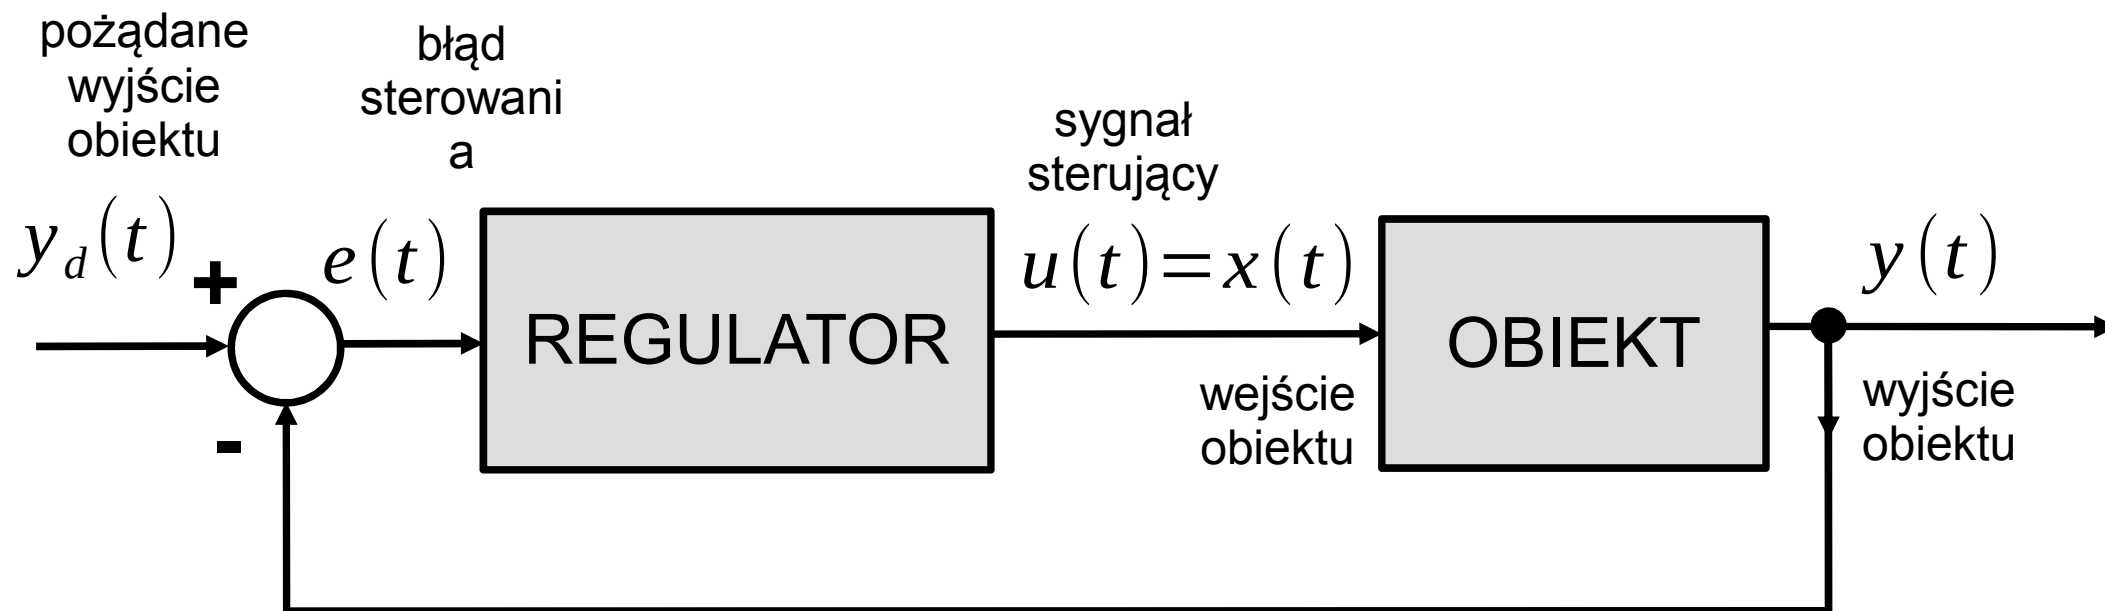 pożądane
wyjście
obiektu
błąd
sterowani
a
sygnał
sterujący
y_d(t)
+
e(t)
u(t)=x(t)
y(t)
REGULATOR
OBIEKT
-
wejście
obiektu
wyjście
obiektu